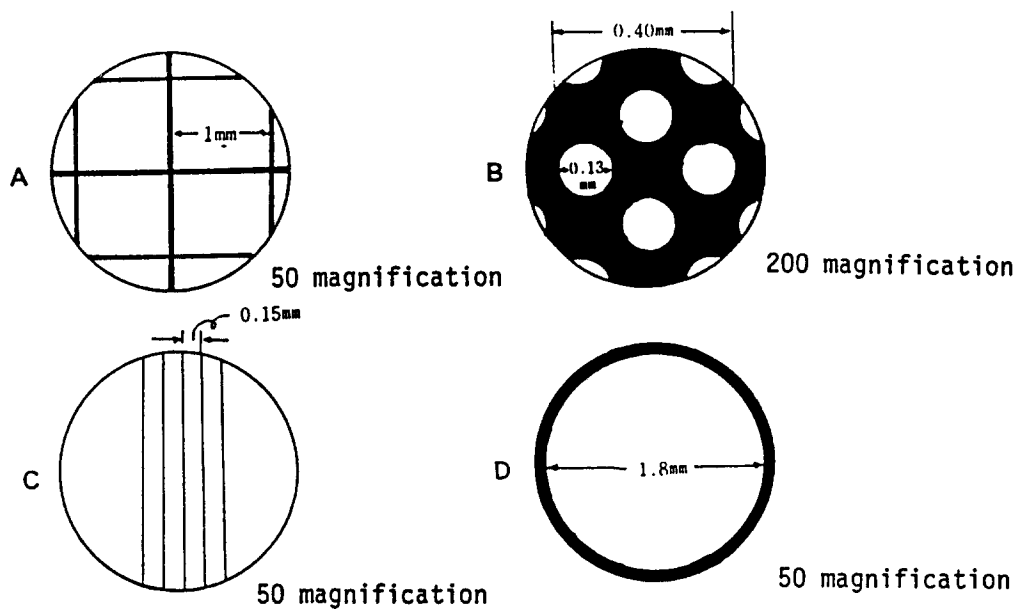 A
1mm
50 magnification
B
0.40mm
0.13
mm
200 magnification
C
0.15mm
50 magnification
D
1.8mm
50 magnification